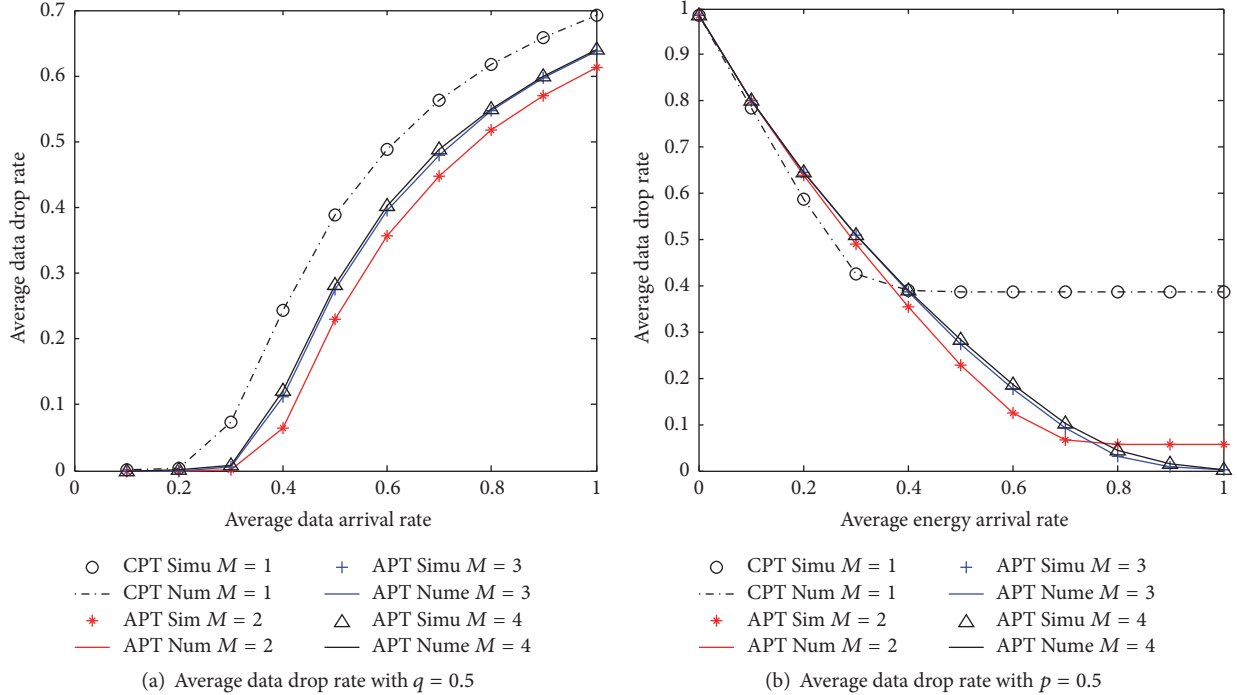 0.7
0.6
0.5
0.4
0.3
0.2
0.1
0
Average data drop rate
0 0.2 0.4 0.6 0.8 1
Average data arrival rate
CPT Simu M = 1
CPT Num M = 1
APT Sim M = 2
APT Num M = 2
APT Simu M = 3
APT Nume M = 3
APT Simu M = 4
APT Nume M = 4
(a) Average data drop rate with q = 0.5
1
0.9
0.8
0.7
0.6
0.5
0.4
0.3
0.2
0.1
0
Average data drop rate
0 0.2 0.4 0.6 0.8 1
Average energy arrival rate
CPT Simu M = 1
CPT Num M = 1
APT Sim M = 2
APT Num M = 2
APT Simu M = 3
APT Nume M = 3
APT Simu M = 4
APT Nume M = 4
(b) Average data drop rate with p = 0.5